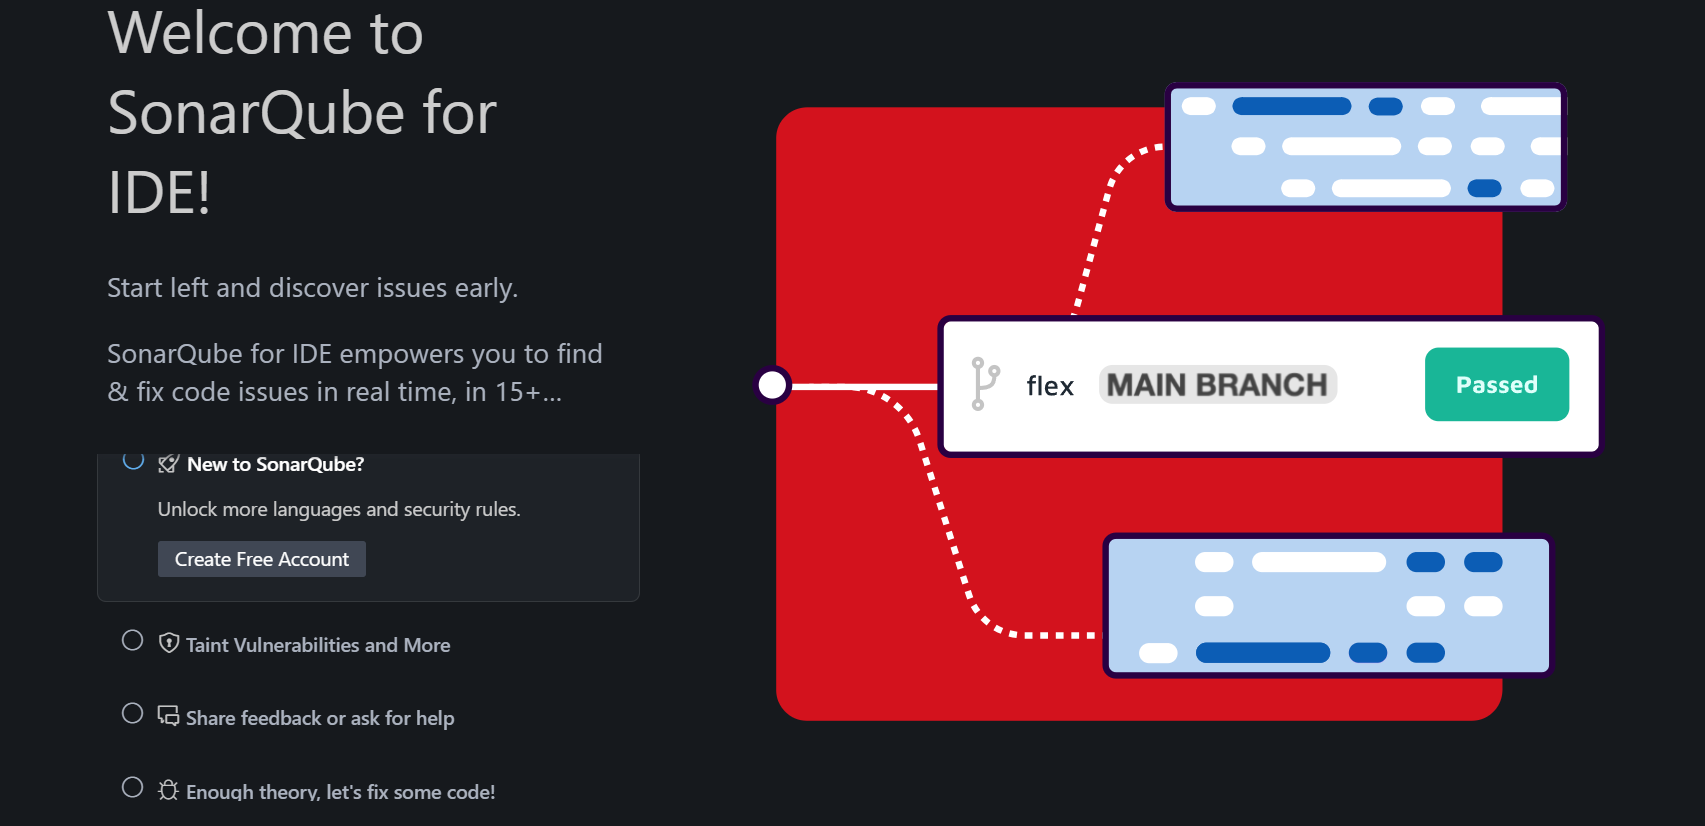 Welcome to
SonarQube for
IDE!
Start left and discover issues early.
SonarQube for IDE empowers you to find
& fix code issues in real time, in 15+...
New to SonarQube?
Unlock more languages and security rules.
Create Free Account
Taint Vulnerabilities and More
Share feedback or ask for help
Enough theory, let's fix some code!
flex MAIN BRANCH Passed